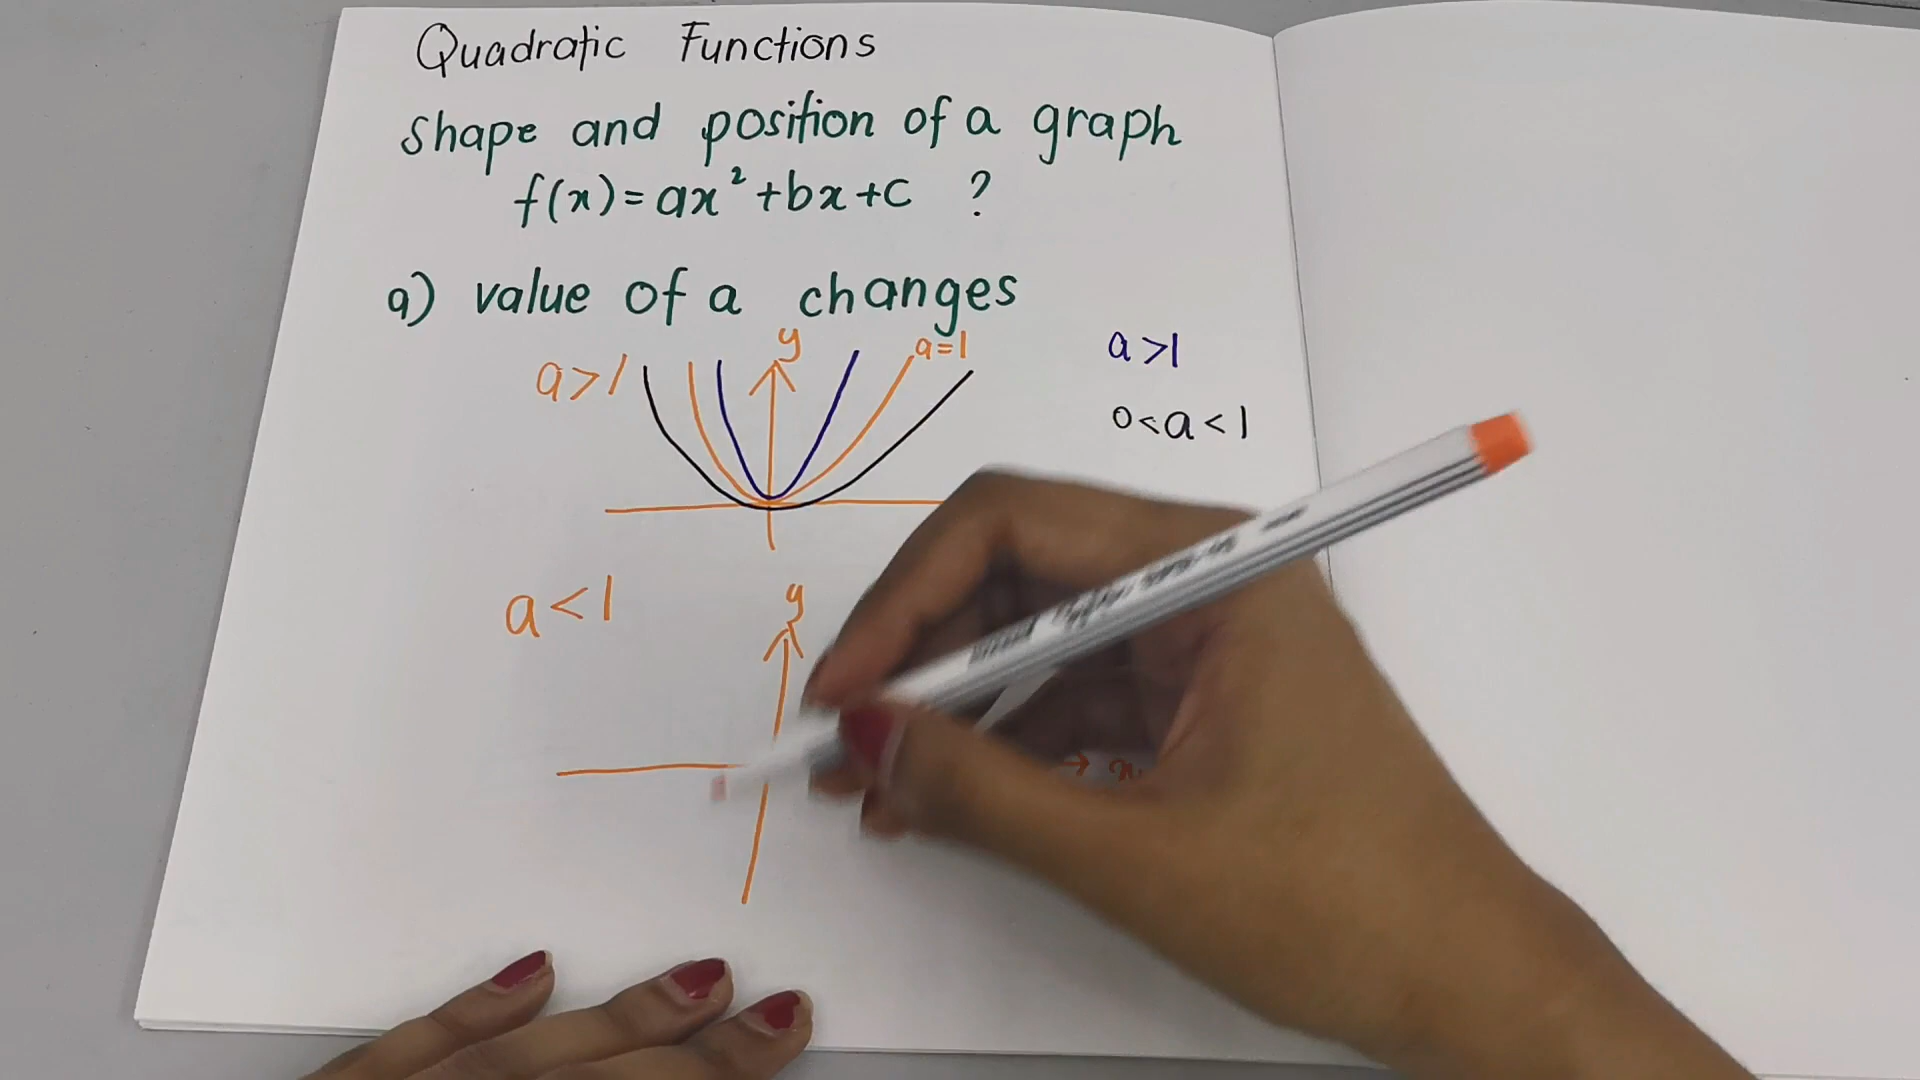 Quadratic Functions
Shape and position of a graph
f(x) = ax² + bx + c ?
a) value of a changes
y
a=1
a>1
a>1
0<a<1
a<1
y
x